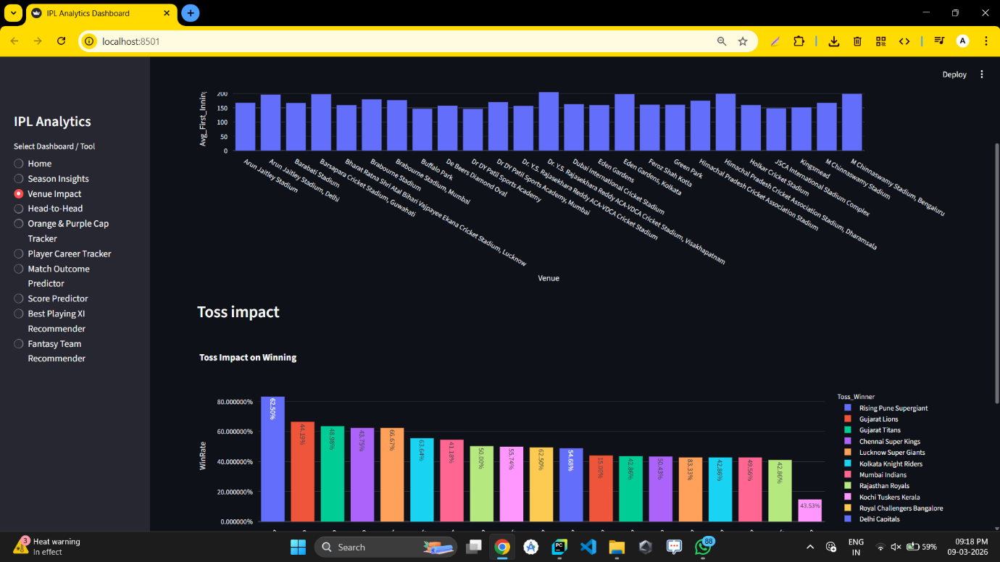 IPL Analytics Dashboard
localhost:8501
A
Deploy
IPL Analytics
Select Dashboard / Tool
Home
Season Insights
Venue Impact
Head-to-Head
Orange & Purple Cap
Tracker
Player Career Tracker
Match Outcome
Predictor
Score Predictor
Best Playing XI
Recommender
Fantasy Team
Recommender
Avg_First_Inning
200
150
100
50
0
Arun Jaitley Stadium
Arun Jaitley Stadium, Delhi
Barabati Stadium
Barsapara Cricket Stadium, Guwahati
Bharat Ratna Shri Atal Bihari Vajpayee Ekana Cricket Stadium, Lucknow
Brabourne Stadium
Brabourne Stadium, Mumbai
Buffalo Park
De Beers Diamond Oval
Dr DY Patil Sports Academy
Dr DY Patil Sports Academy, Mumbai
Dr. Y.S. Rajasekhara Reddy ACA-VDCA Cricket Stadium
Dr. Y.S. Rajasekhara Reddy ACA-VDCA Cricket Stadium, Visakhapatnam
Dubai International Cricket Stadium
Eden Gardens
Eden Gardens, Kolkata
Feroz Shah Kotla
Green Park
Himachal Pradesh Cricket Association Stadium
Himachal Pradesh Cricket Association Stadium, Dharamsala
Holkar Cricket Stadium
JSCA International Stadium Complex
Kingsmead
M Chinnaswamy Stadium
M Chinnaswamy Stadium, Bengaluru
Venue
Toss impact
Toss Impact on Winning
WinRate
80.000000%
60.000000%
40.000000%
20.000000%
0.000000%
62.50%
44.19%
48.98%
43.75%
66.67%
63.64%
41.18%
50.00%
55.74%
62.50%
54.68%
15.00%
42.86%
50.43%
83.33%
42.86%
49.56%
42.86%
43.53%
Toss_Winner
Rising Pune Supergiant
Gujarat Lions
Gujarat Titans
Chennai Super Kings
Lucknow Super Giants
Kolkata Knight Riders
Mumbai Indians
Rajasthan Royals
Kochi Tuskers Kerala
Royal Challengers Bangalore
Delhi Capitals
3
Heat warning
In effect
Search
PC
88
ENG
IN
59%
09:18 PM
09-03-2026